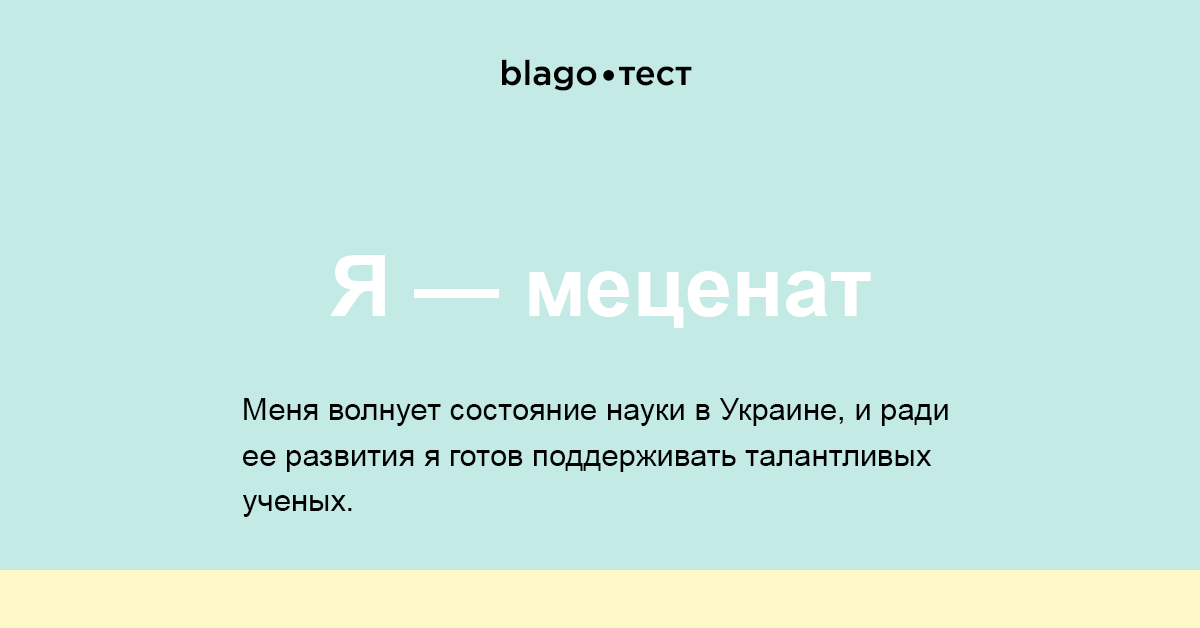 blago•тест
Я — меценат
Меня волнует состояние науки в Украине, и ради
ее развития я готов поддерживать талантливых
ученых.